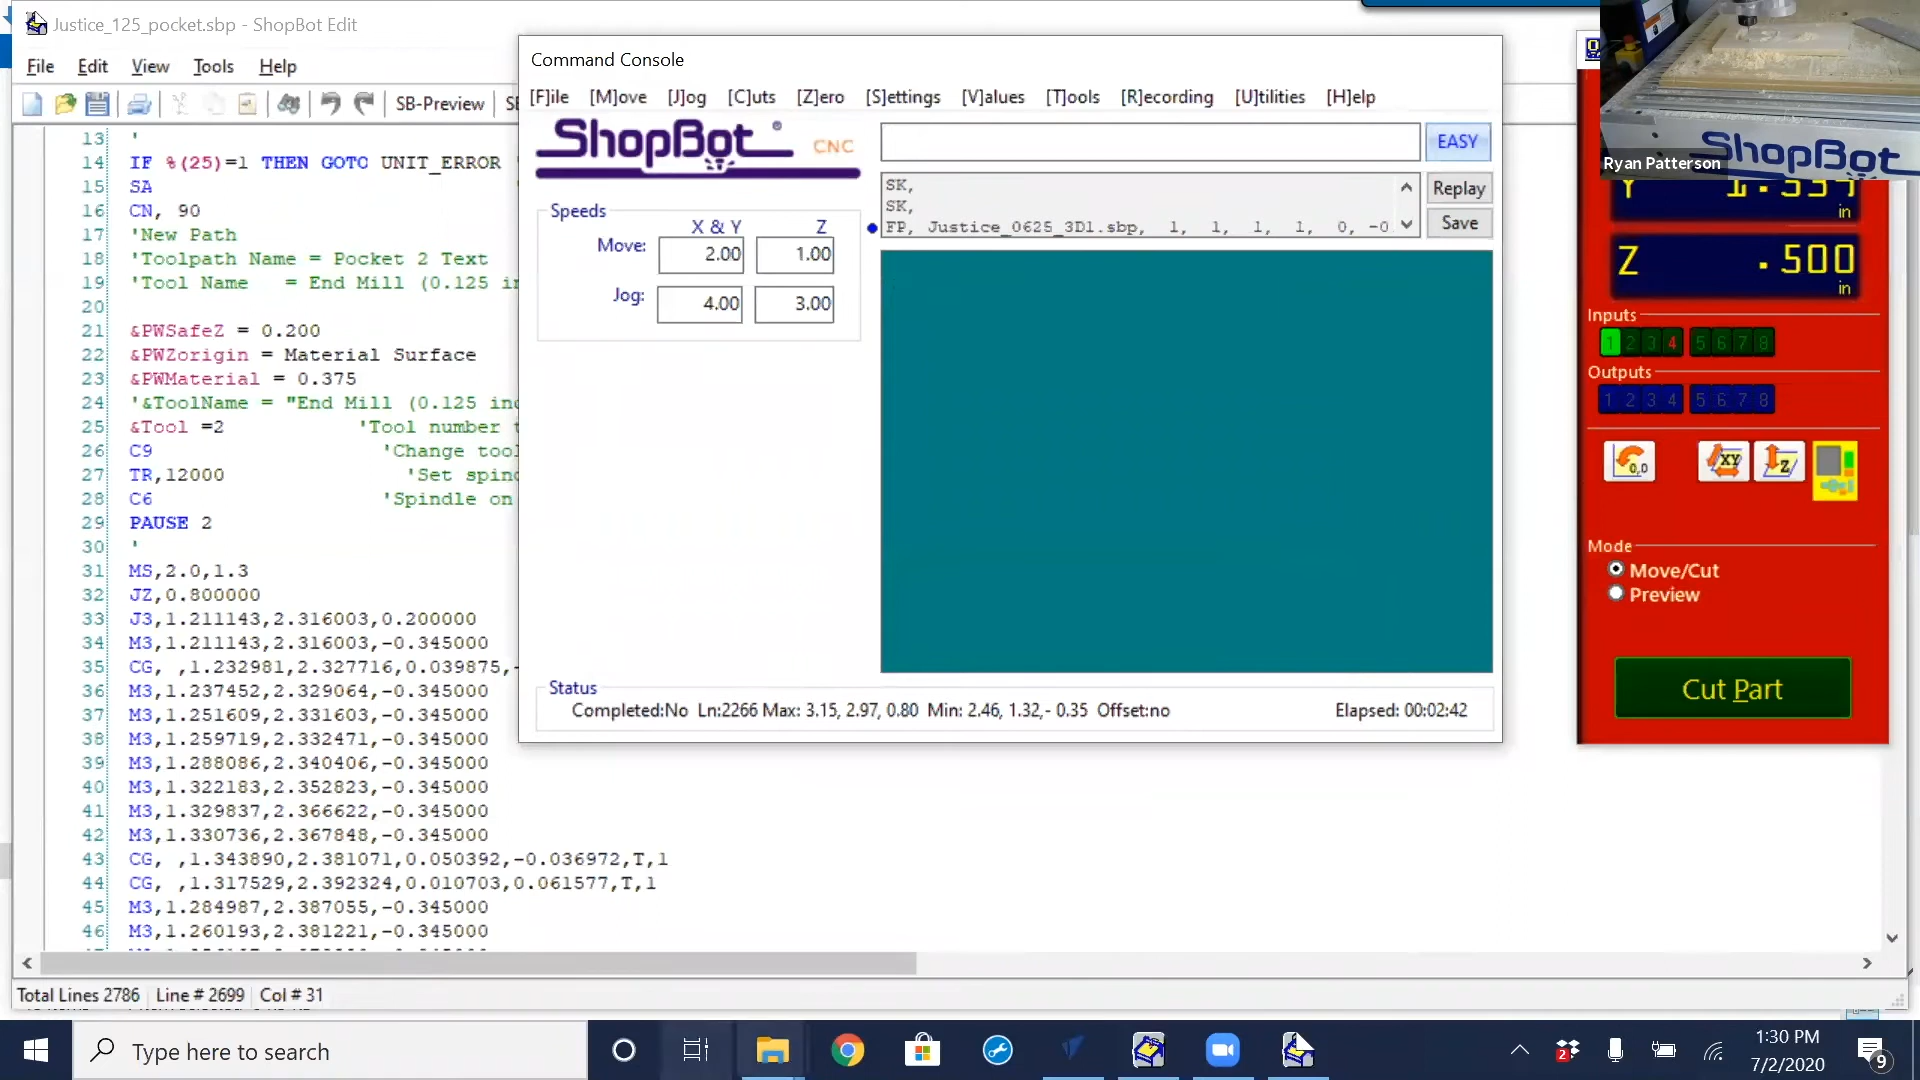 Justice_125_pocket.sbp - ShopBot Edit
File Edit View Tools Help
SB-Preview
13 '
14 IF %(25)=1 THEN GOTO UNIT_ERROR '
15 SA
16 CN, 90
17 'New Path
18 'Toolpath Name = Pocket 2 Text
19 'Tool Name   = End Mill (0.125 in
20
21 &PWSafeZ = 0.200
22 &PWZorigin = Material Surface
23 &PWMaterial = 0.375
24 '&ToolName = "End Mill (0.125 inc
25 &Tool =2 'Tool number t
26 C9 'Change tool
27 TR,12000 'Set spin
28 C6 'Spindle on
29 PAUSE 2
30 '
31 MS,2.0,1.3
32 JZ,0.800000
33 J3,1.211143,2.316003,0.200000
34 M3,1.211143,2.316003,-0.345000
35 CG, ,1.232981,2.327716,0.039875,-
36 M3,1.237452,2.329064,-0.345000
37 M3,1.251609,2.331603,-0.345000
38 M3,1.259719,2.332471,-0.345000
39 M3,1.288086,2.340406,-0.345000
40 M3,1.322183,2.352823,-0.345000
41 M3,1.329837,2.366622,-0.345000
42 M3,1.330736,2.367848,-0.345000
43 CG, ,1.343890,2.381071,0.050392,-0.036972,T,1
44 CG, ,1.317529,2.392324,0.010703,0.061577,T,1
45 M3,1.284987,2.387055,-0.345000
46 M3,1.260193,2.381221,-0.345000
Total Lines 2786 Line # 2699 Col # 31
Command Console
[F]ile [M]ove [J]og [C]uts [Z]ero [S]ettings [V]alues [T]ools [R]ecording [U]tilities [H]elp
ShopBot ® CNC
EASY
SK,
SK,
FP, Justice_0625_3D1.sbp, 1, 1, 1, 1, 0, -0
Replay
Save
Speeds
X & Y Z
Move: 2.00 1.00
Jog: 4.00 3.00
Status
Completed:No Ln:2266 Max: 3.15, 2.97, 0.80 Min: 2.46, 1.32,- 0.35 Offset:no Elapsed: 00:02:42
ShopBot
Ryan Patterson
Y 1.334
in
Z .500
in
Inputs
1 2 3 4 5 6 7 8
Outputs
1 2 3 4 5 6 7 8
0,0 XY Z
Mode
Move/Cut
Preview
Cut Part
Type here to search
2
1:30 PM
7/2/2020
9